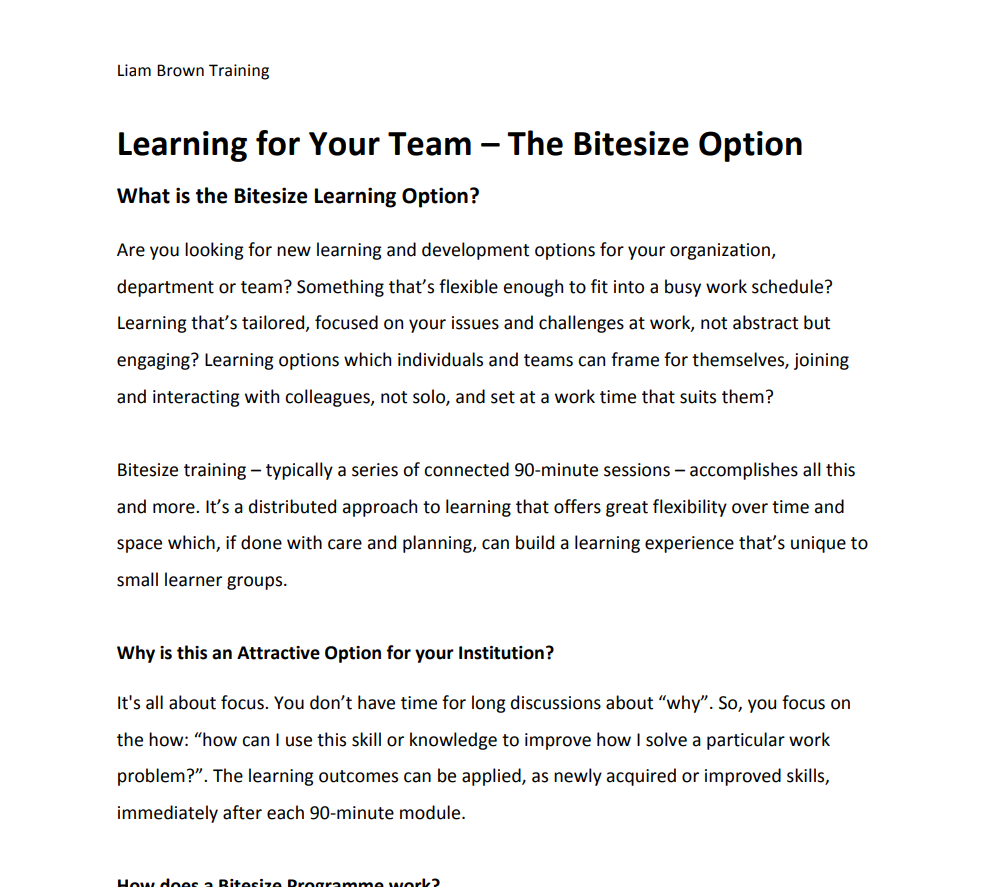 Liam Brown Training
Learning for Your Team – The Bitesize Option
What is the Bitesize Learning Option?
Are you looking for new learning and development options for your organization,
department or team? Something that’s flexible enough to fit into a busy work schedule?
Learning that’s tailored, focused on your issues and challenges at work, not abstract but
engaging? Learning options which individuals and teams can frame for themselves, joining
and interacting with colleagues, not solo, and set at a work time that suits them?
Bitesize training – typically a series of connected 90-minute sessions – accomplishes all this
and more. It’s a distributed approach to learning that offers great flexibility over time and
space which, if done with care and planning, can build a learning experience that’s unique to
small learner groups.
Why is this an Attractive Option for your Institution?
It's all about focus. You don’t have time for long discussions about “why”. So, you focus on
the how: “how can I use this skill or knowledge to improve how I solve a particular work
problem?”. The learning outcomes can be applied, as newly acquired or improved skills,
immediately after each 90-minute module.
How does a Bitesize Programme work?